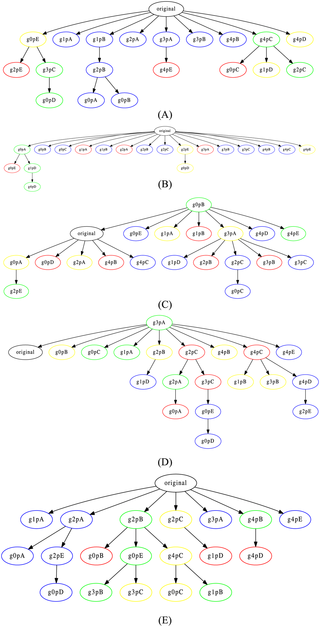 original
g0pE g1pA g1pB g2pA g3pA g3pB g4pB g4pC g4pD
g2pE g3pC g2pB g4pE g0pC g1pD g2pC
g0pD g0pA g0pB
(A)
original
(B)
g0pB
original g0pE g1pA g1pB g3pA g4pD g4pE
g0pA g0pD g2pA g4pB g4pC g1pD g2pB g2pC g3pB g3pC
g2pE g0pC
(C)
g3pA
original g0pB g0pC g1pA g2pB g2pC g4pB g4pC g4pE
g1pD g2pA g3pC g1pB g3pB g4pD
g0pA g0pE g2pE
g0pD
(D)
original
g1pA g2pA g2pB g2pC g3pA g4pB g4pE
g0pA g2pE g0pB g0pE g4pC g1pD g4pD
g0pD g3pB g3pC g0pC g1pB
(E)